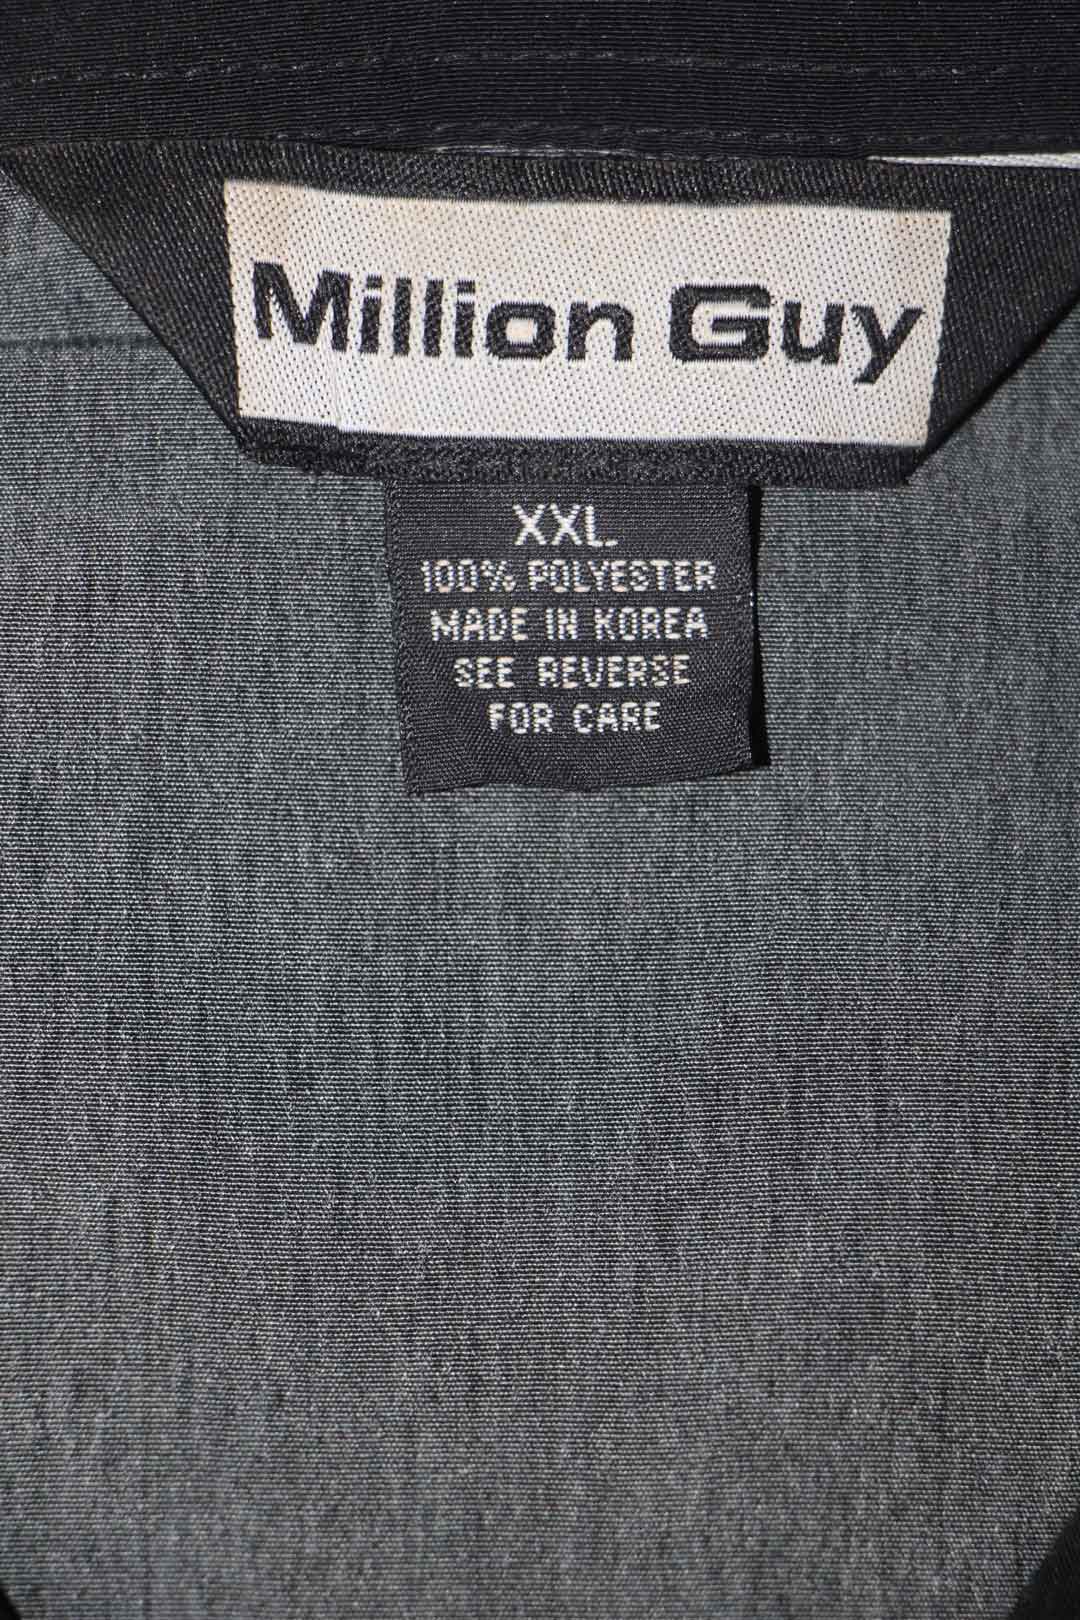 Million Guy
XXL
100% POLYESTER
MADE IN KOREA
SEE REVERSE
FOR CARE